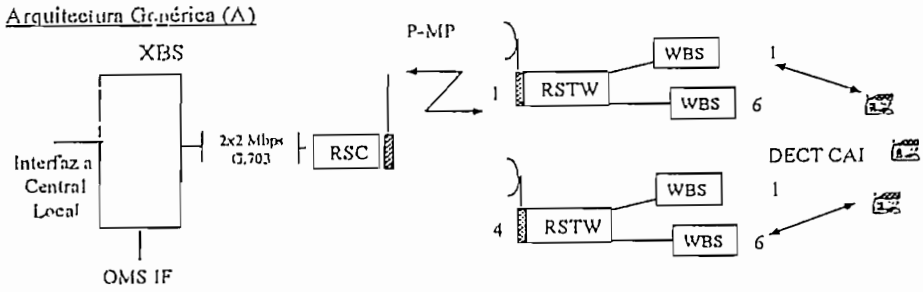 Arquitectura Genérica (A)
XBS
P-MP
WBS
1
1
RSTW
WBS
6
2x2 Mbps
G.703
RSC
Interfaz a
Central
Local
DECT CAI
WBS
1
4
RSTW
WBS
6
OMS IF